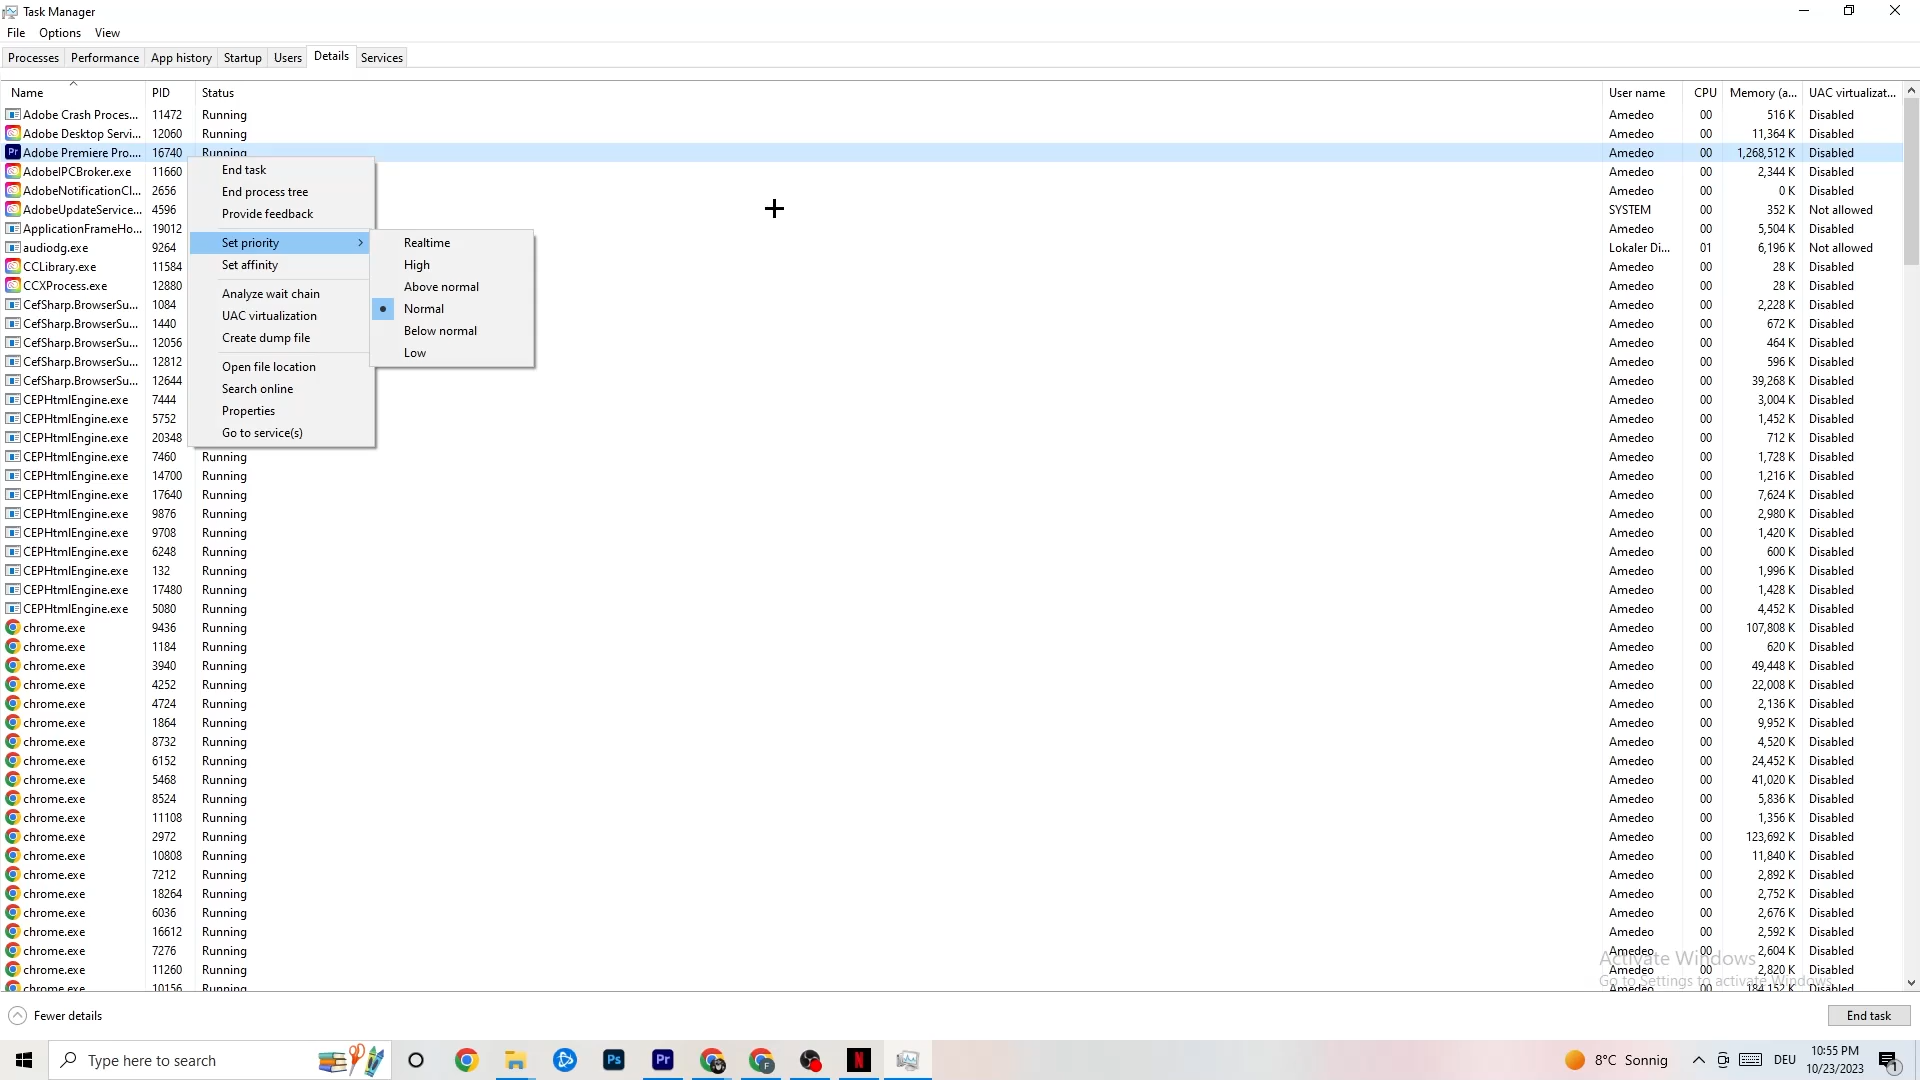 Task Manager
File Options View
Processes Performance App history Startup Users Details Services
Name PID Status User name CPU Memory (a... UAC virtualizat...
Adobe Crash Proces... 11472 Running Amedeo 00 516 K Disabled
Adobe Desktop Servi... 12060 Running Amedeo 00 11,364 K Disabled
Pr Adobe Premiere Pro.... 16740 Running Amedeo 00 1,268,512 K Disabled
AdobeIPCBroker.exe 11660 Amedeo 00 2,344 K Disabled
AdobeNotificationCl... 2656 Amedeo 00 0 K Disabled
AdobeUpdateService... 4596 SYSTEM 00 352 K Not allowed
ApplicationFrameHo... 19012 Amedeo 00 5,504 K Disabled
audiodg.exe 9264 Lokaler Di... 01 6,196 K Not allowed
CCLibrary.exe 11584 Amedeo 00 28 K Disabled
CCXProcess.exe 12880 Amedeo 00 28 K Disabled
CefSharp.BrowserSu... 1084 Amedeo 00 2,228 K Disabled
CefSharp.BrowserSu... 1440 Amedeo 00 672 K Disabled
CefSharp.BrowserSu... 12056 Amedeo 00 464 K Disabled
CefSharp.BrowserSu... 12812 Amedeo 00 596 K Disabled
CefSharp.BrowserSu... 12644 Amedeo 00 39,268 K Disabled
CEPHtmlEngine.exe 7444 Amedeo 00 3,004 K Disabled
CEPHtmlEngine.exe 5752 Amedeo 00 1,452 K Disabled
CEPHtmlEngine.exe 20348 Amedeo 00 712 K Disabled
CEPHtmlEngine.exe 7460 Running Amedeo 00 1,728 K Disabled
CEPHtmlEngine.exe 14700 Running Amedeo 00 1,216 K Disabled
CEPHtmlEngine.exe 17640 Running Amedeo 00 7,624 K Disabled
CEPHtmlEngine.exe 9876 Running Amedeo 00 2,980 K Disabled
CEPHtmlEngine.exe 9708 Running Amedeo 00 1,420 K Disabled
CEPHtmlEngine.exe 6248 Running Amedeo 00 600 K Disabled
CEPHtmlEngine.exe 132 Running Amedeo 00 1,996 K Disabled
CEPHtmlEngine.exe 17480 Running Amedeo 00 1,428 K Disabled
CEPHtmlEngine.exe 5080 Running Amedeo 00 4,452 K Disabled
chrome.exe 9436 Running Amedeo 00 107,808 K Disabled
chrome.exe 1184 Running Amedeo 00 620 K Disabled
chrome.exe 3940 Running Amedeo 00 49,448 K Disabled
chrome.exe 4252 Running Amedeo 00 22,008 K Disabled
chrome.exe 4724 Running Amedeo 00 2,136 K Disabled
chrome.exe 1864 Running Amedeo 00 9,952 K Disabled
chrome.exe 8732 Running Amedeo 00 4,520 K Disabled
chrome.exe 6152 Running Amedeo 00 24,452 K Disabled
chrome.exe 5468 Running Amedeo 00 41,020 K Disabled
chrome.exe 8524 Running Amedeo 00 5,836 K Disabled
chrome.exe 11108 Running Amedeo 00 1,356 K Disabled
chrome.exe 2972 Running Amedeo 00 123,692 K Disabled
chrome.exe 10808 Running Amedeo 00 11,840 K Disabled
chrome.exe 7212 Running Amedeo 00 2,892 K Disabled
chrome.exe 18264 Running Amedeo 00 2,752 K Disabled
chrome.exe 6036 Running Amedeo 00 2,676 K Disabled
chrome.exe 16612 Running Amedeo 00 2,592 K Disabled
chrome.exe 7276 Running Amedeo 00 2,604 K Disabled
chrome.exe 11260 Running Amedeo 00 2,820 K Disabled
chrome.exe 10156 Running Amedeo 00 184,152 K Disabled
End task
End process tree
Provide feedback
Set priority
Set affinity
Analyze wait chain
UAC virtualization
Create dump file
Open file location
Search online
Properties
Go to service(s)
Realtime
High
Above normal
Normal
Below normal
Low
Activate Windows
Go to Settings to activate Windows.
Fewer details End task
Type here to search Ps Pr F N 8°C Sonnig DEU 10:55 PM
10/23/2023 1